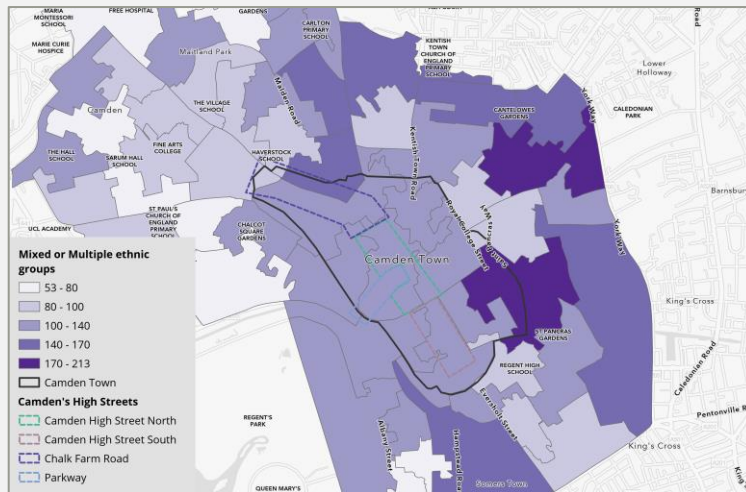 MARIA
MONTESSORI
SCHOOL
FREE HOSPITAL
GARDENS
CARLTON
PRIMARY
SCHOOL
MARIE CURIE
HOSPICE
Maitland Park
KENTISH
TOWN
CHURCH OF
ENGLAND
PRIMARY
SCHOOL
Road
Lower
Holloway
Camden
THE VILLAGE
SCHOOL
Malden Road
CANTELOWES
GARDENS
York Way
CALEDONIAN
PARK
THE HALL
SCHOOL
SARUM HALL
SCHOOL
FINE ARTS
COLLEGE
HAVERSTOCK
SCHOOL
Kentish Town Road
Barnsbu
ST PAUL'S
CHURCH OF
ENGLAND
PRIMARY
SCHOOL
UCL ACADEMY
CHALCOT
SQUARE
GARDENS
Royal College Street
Saint Pancras Way
York Way
Camden Town
King's Cross
ST PANCRAS
GARDENS
REGENT HIGH
SCHOOL
Caledonian Road
Pentonville R
REGENT'S
PARK
Albany Street
Hampstead Road
Eversholt Street
King's Cross
QUEEN MARY'S
Somers Town
Mixed or Multiple ethnic
groups
53 - 80
80 - 100
100 - 140
140 - 170
170 - 213
Camden Town
Camden's High Streets
Camden High Street North
Camden High Street South
Chalk Farm Road
Parkway